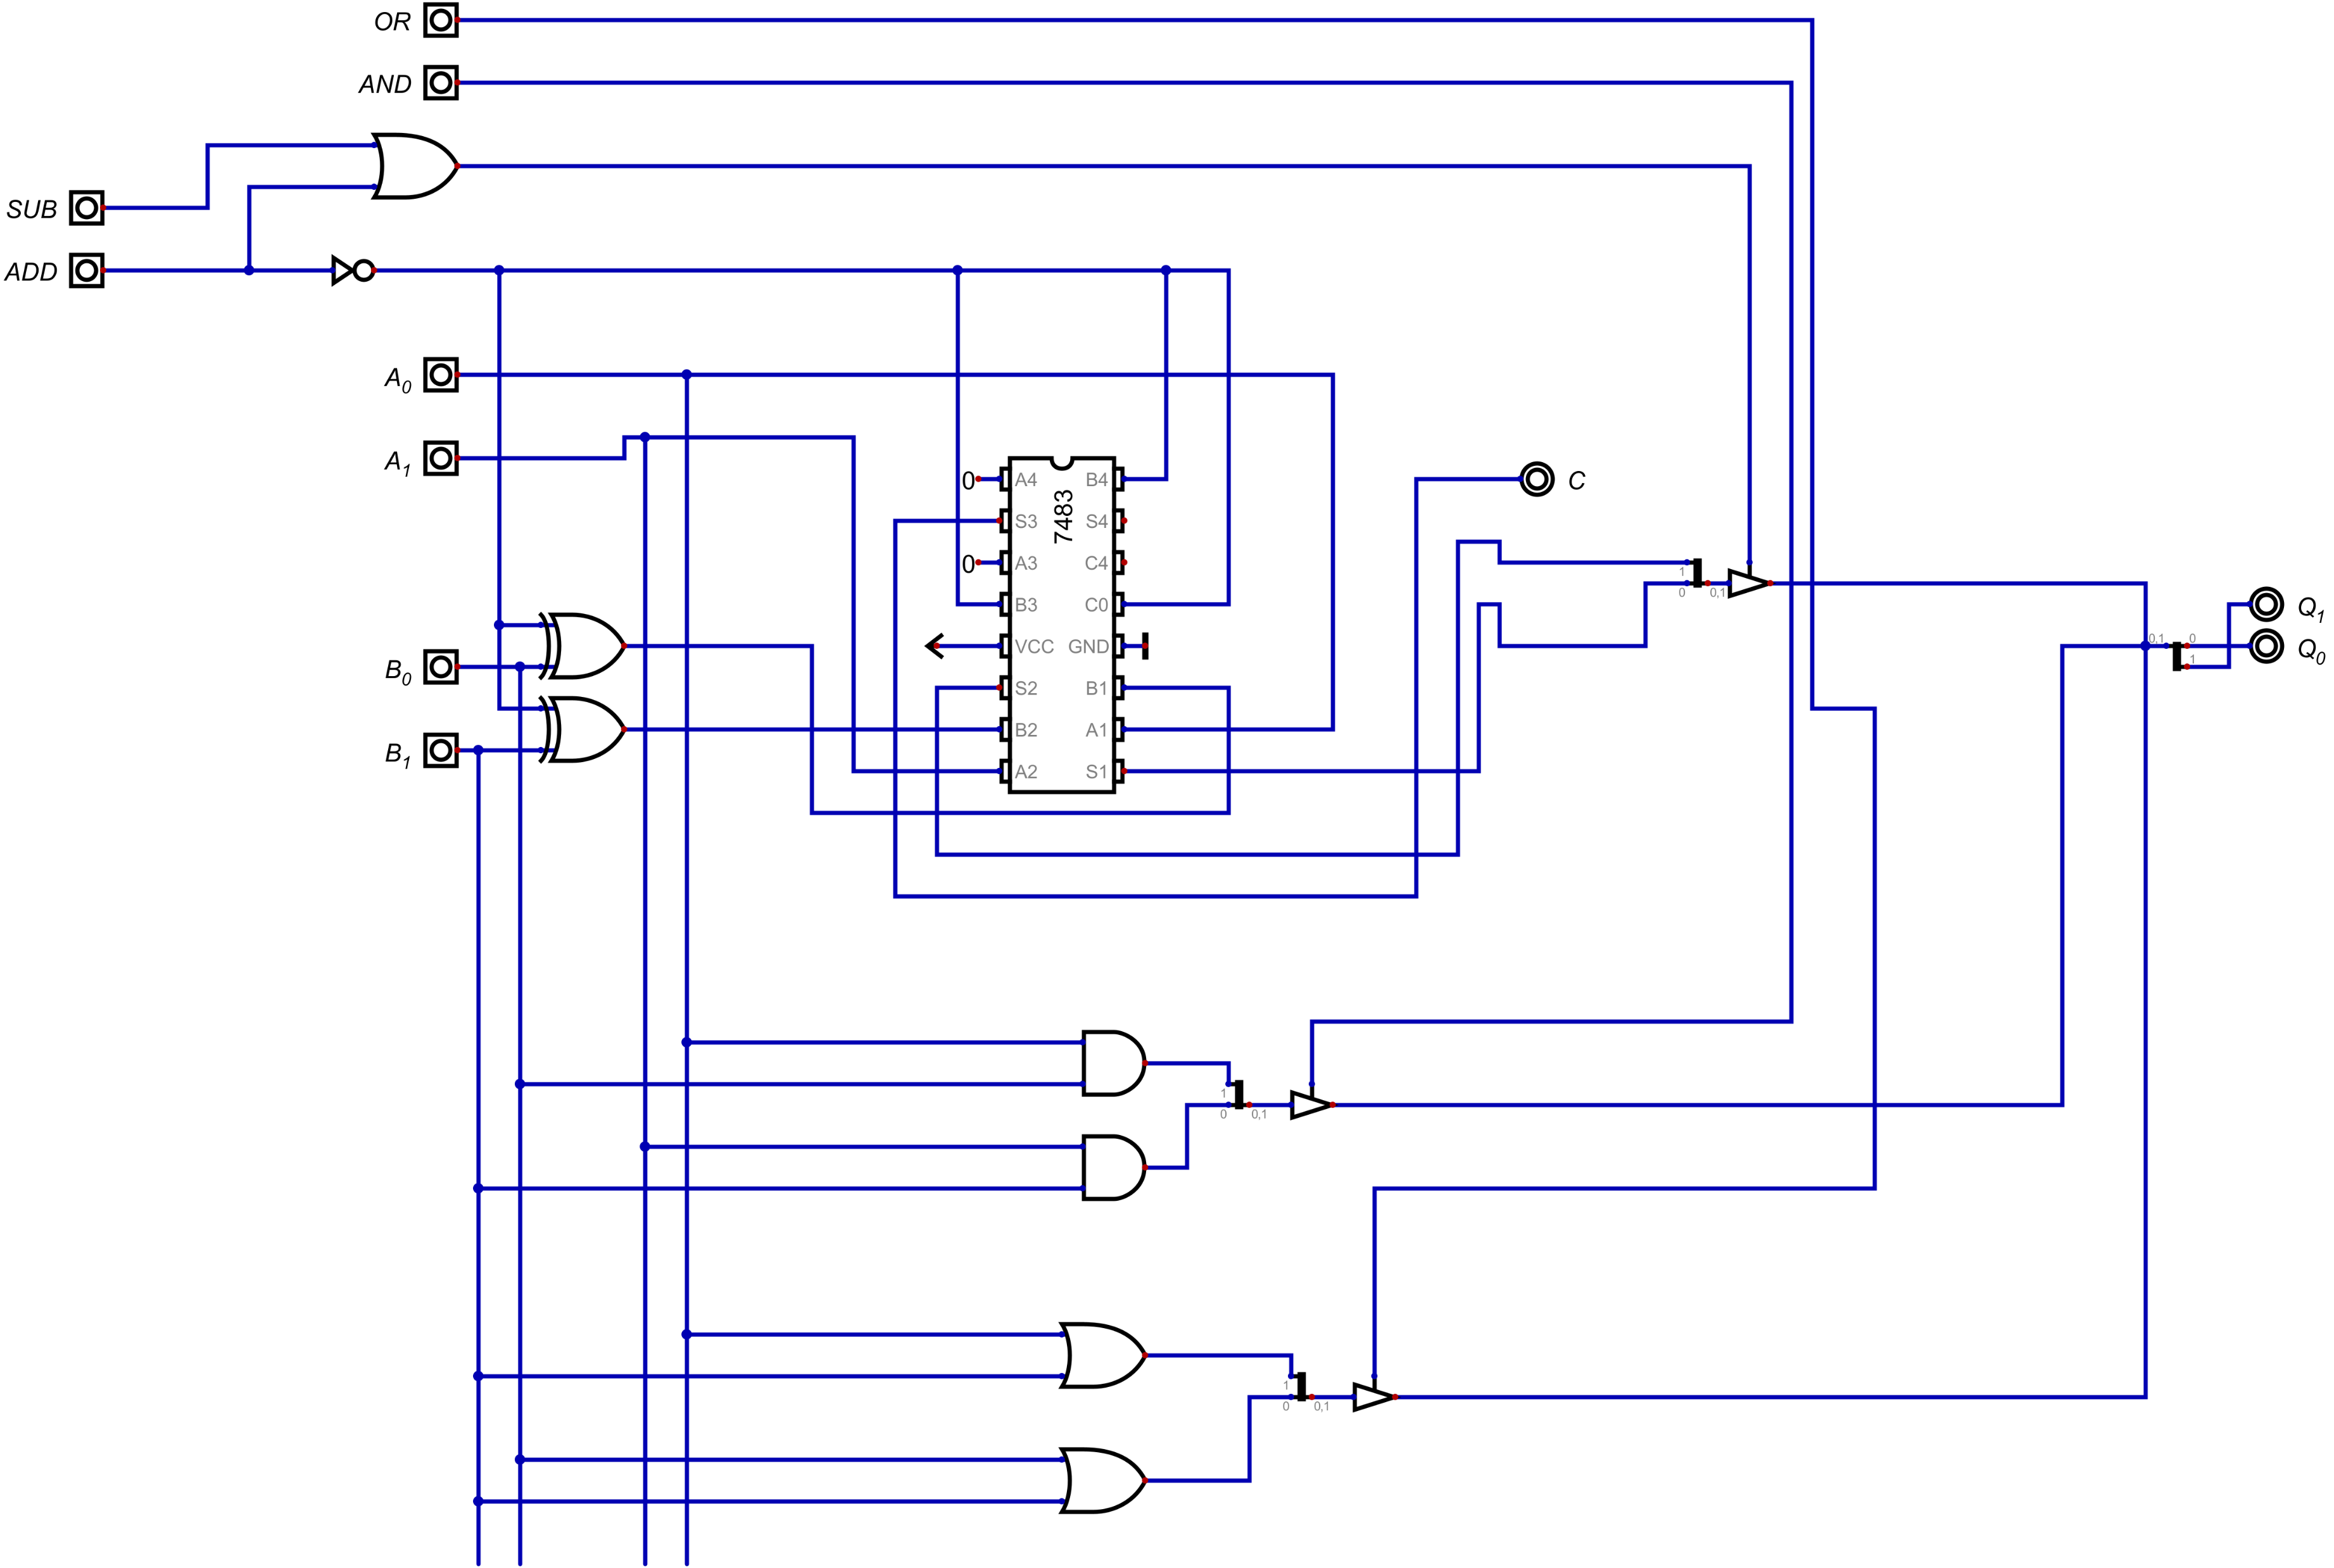 OR
AND
SUB
ADD
A0
A1
0 A4 B4
7483
C
S3 S4
0 A3 C4
1
0 0,1
B3 C0
Q1
VCC GND
0,1 0
1
Q0
B0
S2 B1
B2 A1
B1
A2 S1
1
0 0,1
1
0 0,1